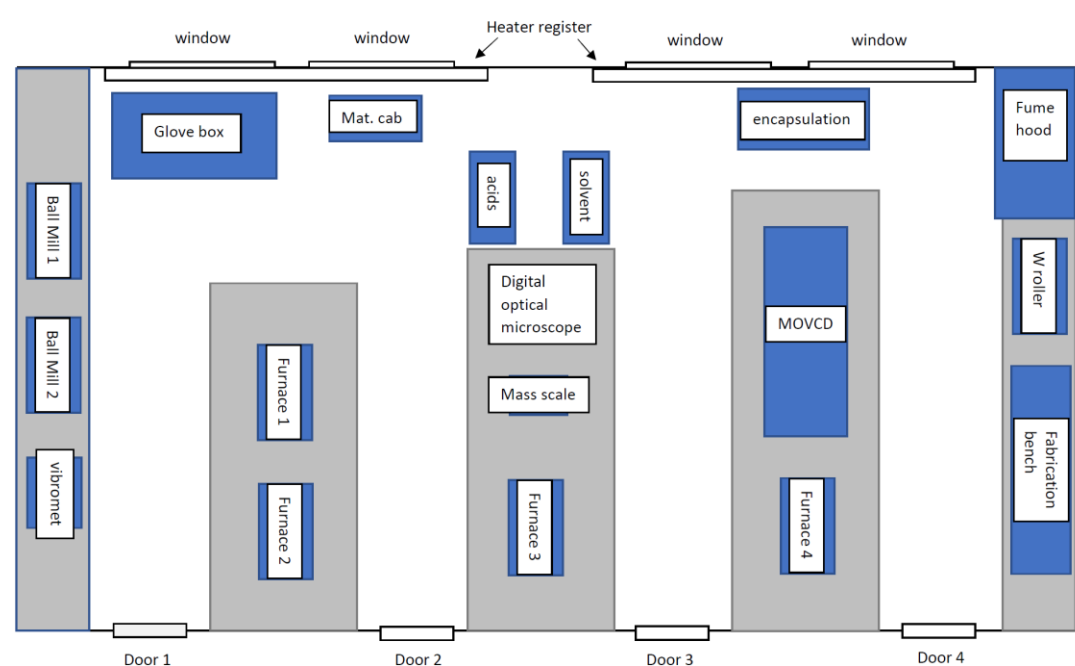 Heater register
window
window
window
window
Glove box
Mat. cab
encapsulation
Fume
hood
acids
solvent
Ball Mill 1
W roller
Digital
optical
microscope
MOVCD
Ball Mill 2
Furnace 1
Mass scale
Fabrication
bench
vibromet
Furnace 2
Furnace 3
Furnace 4
Door 1
Door 2
Door 3
Door 4